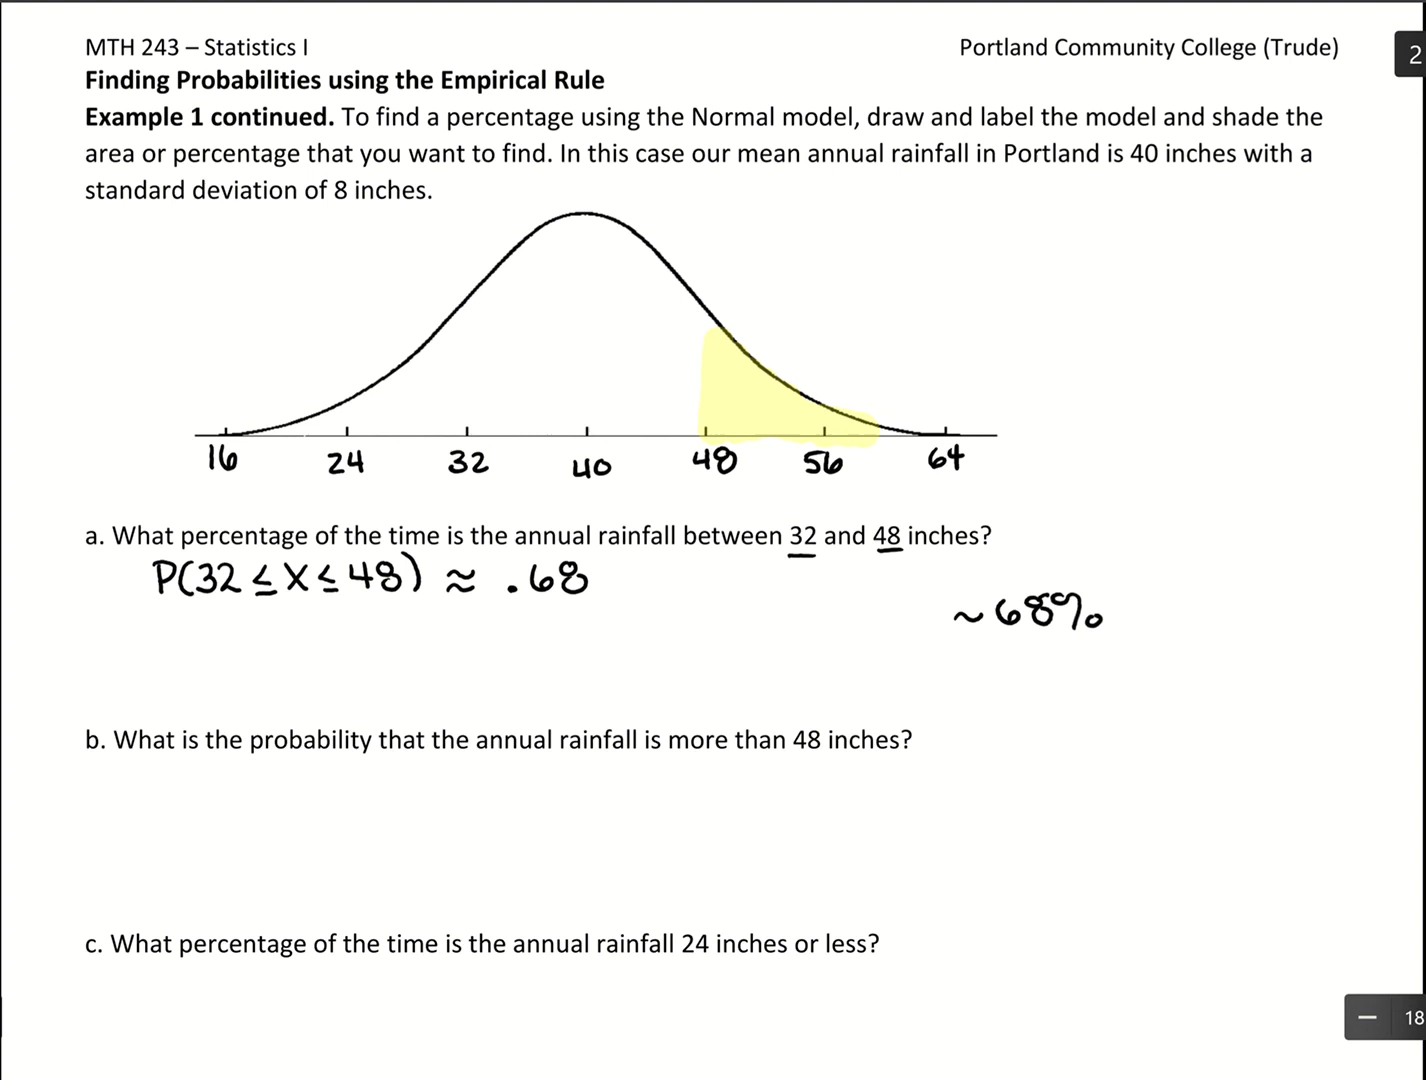 MTH 243 – Statistics I Portland Community College (Trude)
2
Finding Probabilities using the Empirical Rule
Example 1 continued. To find a percentage using the Normal model, draw and label the model and shade the
area or percentage that you want to find. In this case our mean annual rainfall in Portland is 40 inches with a
standard deviation of 8 inches.
16 24 32 40 48 56 64
a. What percentage of the time is the annual rainfall between 32 and 48 inches?
P(32 ≤ X ≤ 48) ≈ .68
~68%
b. What is the probability that the annual rainfall is more than 48 inches?
c. What percentage of the time is the annual rainfall 24 inches or less?
— 18